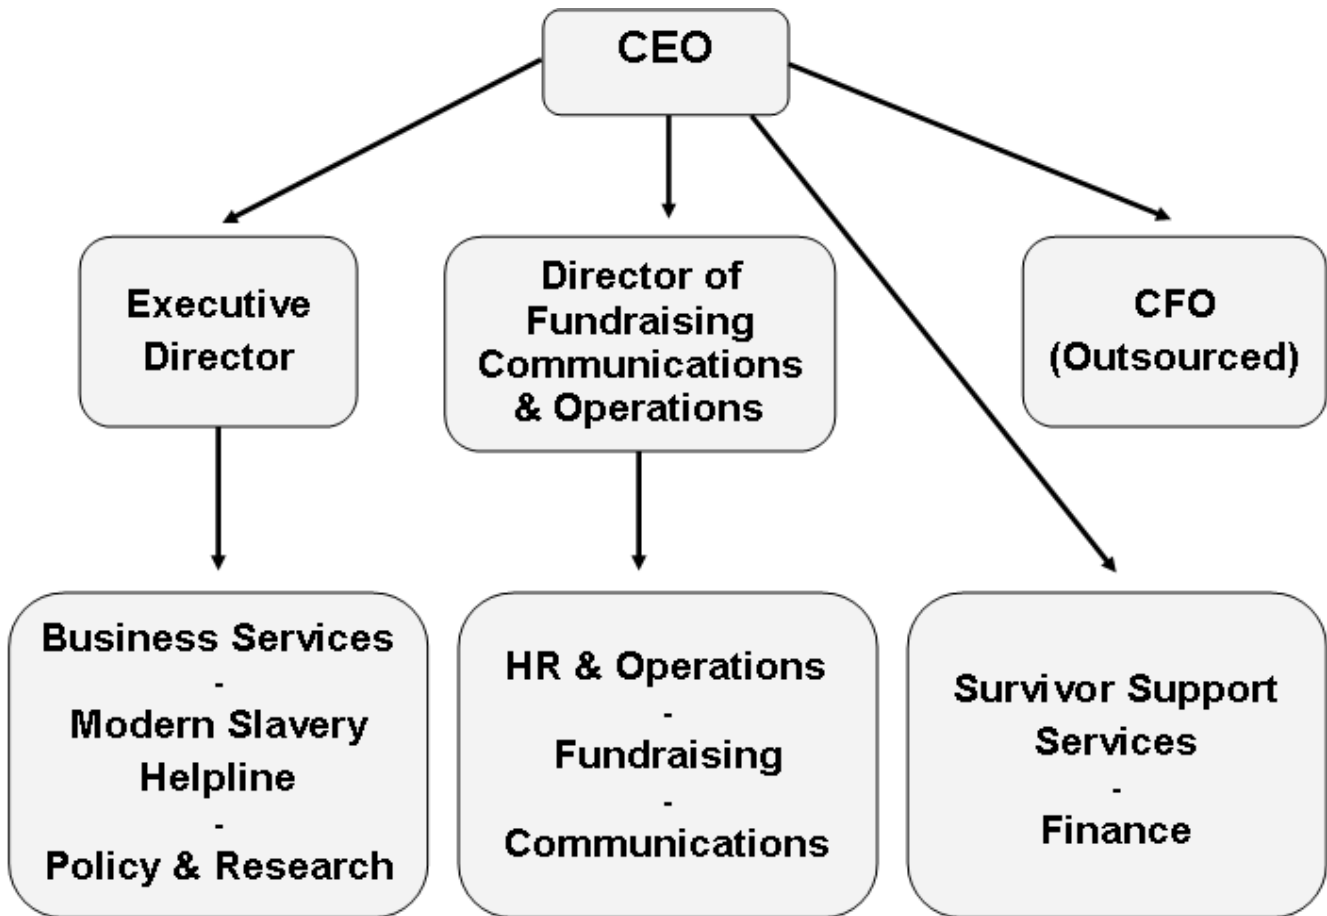 CEO
Executive
Director
Director of
Fundraising
Communications
& Operations
CFO
(Outsourced)
Business Services
-
Modern Slavery
Helpline
-
Policy & Research
HR & Operations
-
Fundraising
-
Communications
Survivor Support
Services
-
Finance